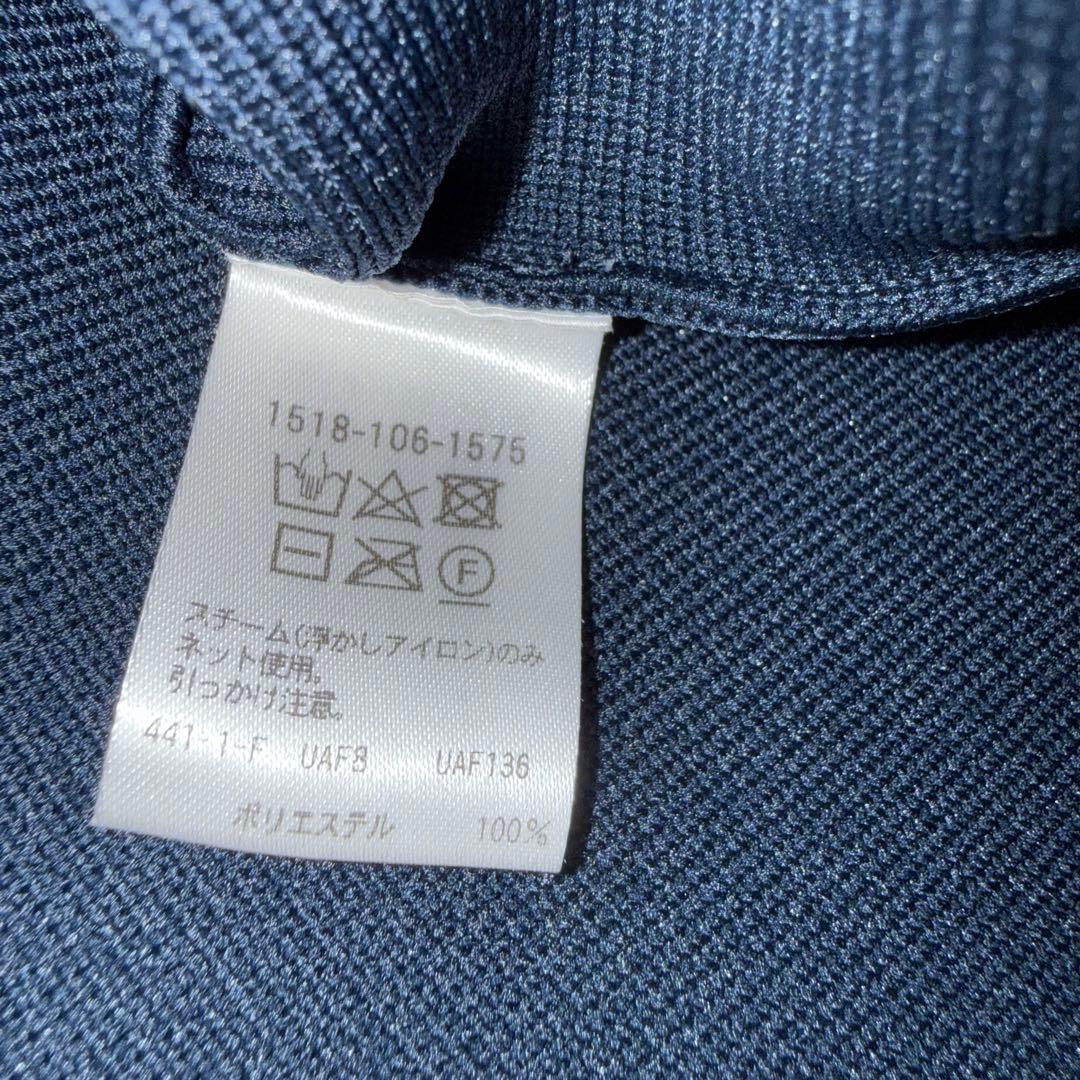 1518-106-1575
F
スチーム(浮かしアイロン)のみ
ネット使用。
引っかけ注意。
441-1-F UAF8 UAF136
ポリエステル 100%